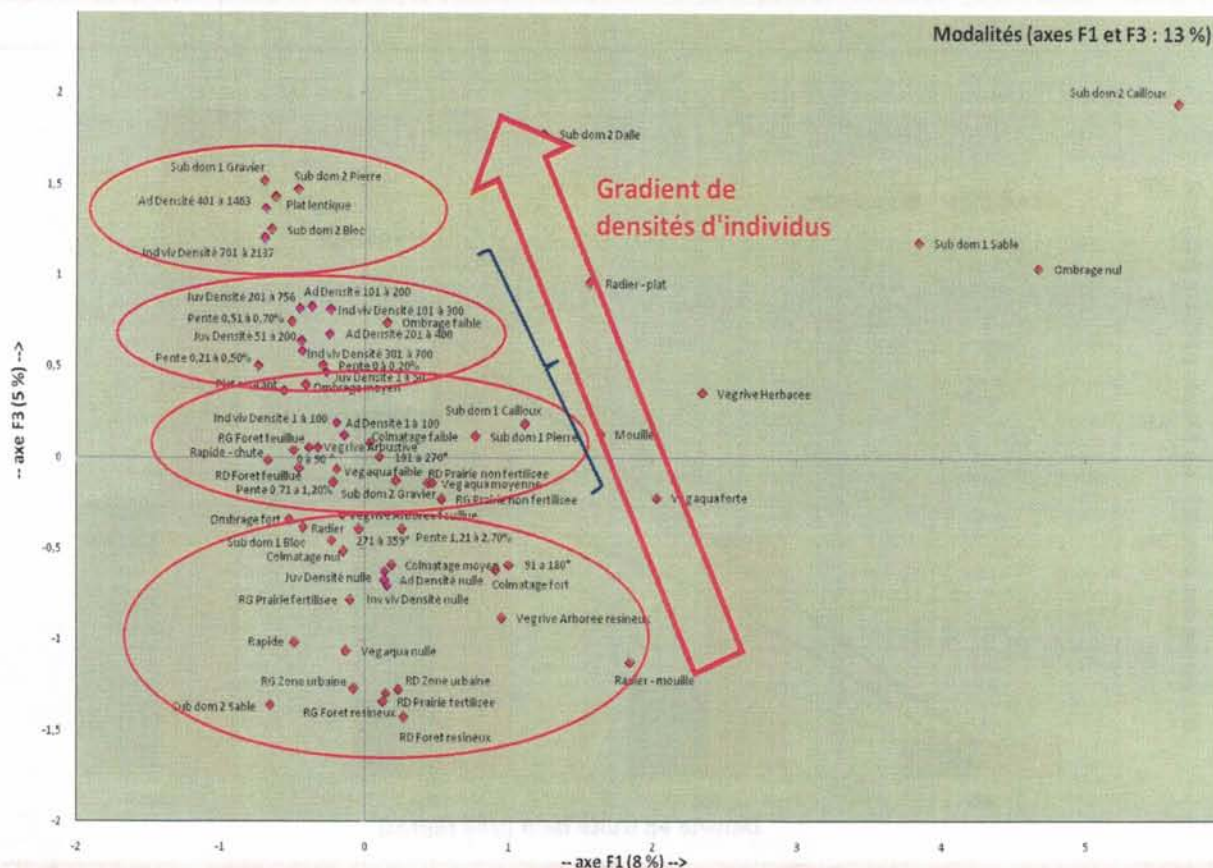 Modalités (axes F1 et F3 : 13 %)
Sub dom 2 Cailloux
Sub dom 2 Dalle
Sub dom 1 Gravier
Sub dom 2 Pierre
Ad Densité 401 à 1463
Plat lentique
Sub dom 2 Bloc
Ind viv Densité 701 à 2137
Gradient de
densités d'individus
Sub dom 1 Sable
Ombrage nul
Radier - plat
Juv Densité 201 à 756
Ad Densité 101 à 200
Ind viv Densité 101 à 300
Pente 0,51 à 0,70%
Ombrage faible
Juv Densité 51 à 200
Ad Densité 201 à 400
Ind viv Densité 301 à 700
Pente 0,21 à 0,50%
Pente 0 à 0,20%
Juv Densité 1 à 50
Plat courant
Ombrage moyen
Vegrive Herbacee
Ind viv Densité 1 à 100
Ad Densité 1 à 100
Sub dom 1 Cailloux
RG Foret feuillue
Colmatage faible
Sub dom 1 Pierre
Mouille
Rapide - chute
Vegrive Arbustive
0 à 90 °
181 à 270°
RD Foret feuillue
Vegaqua faible
RD Prairie non fertilisee
Pente 0,71 à 1,20%
Vegaqua moyenne
Sub dom 2 Gravier
RG Prairie non fertilisee
Vegaqua forte
Ombrage fort
Vegrive Arboree feuillue
Radier
Sub dom 1 Bloc
271 à 359°
Pente 1,21 à 2,70%
Colmatage nul
Colmatage moyen
91 à 180°
Juv Densité nulle
Ad Densité nulle
Colmatage fort
RG Prairie fertilisee
Inv viv Densité nulle
Vegrive Arboree resineux
Rapide
Vegaqua nulle
Radier - mouille
RG Zone urbaine
RD Zone urbaine
Sub dom 2 Sable
RD Prairie fertilisee
RG Foret resineux
RD Foret resineux
-- axe F3 (5 %) -->
2
1,5
1
0,5
0
-0,5
-1
-1,5
-2
-2 -1 0 1 2 3 4 5
-- axe F1 (8 %) -->